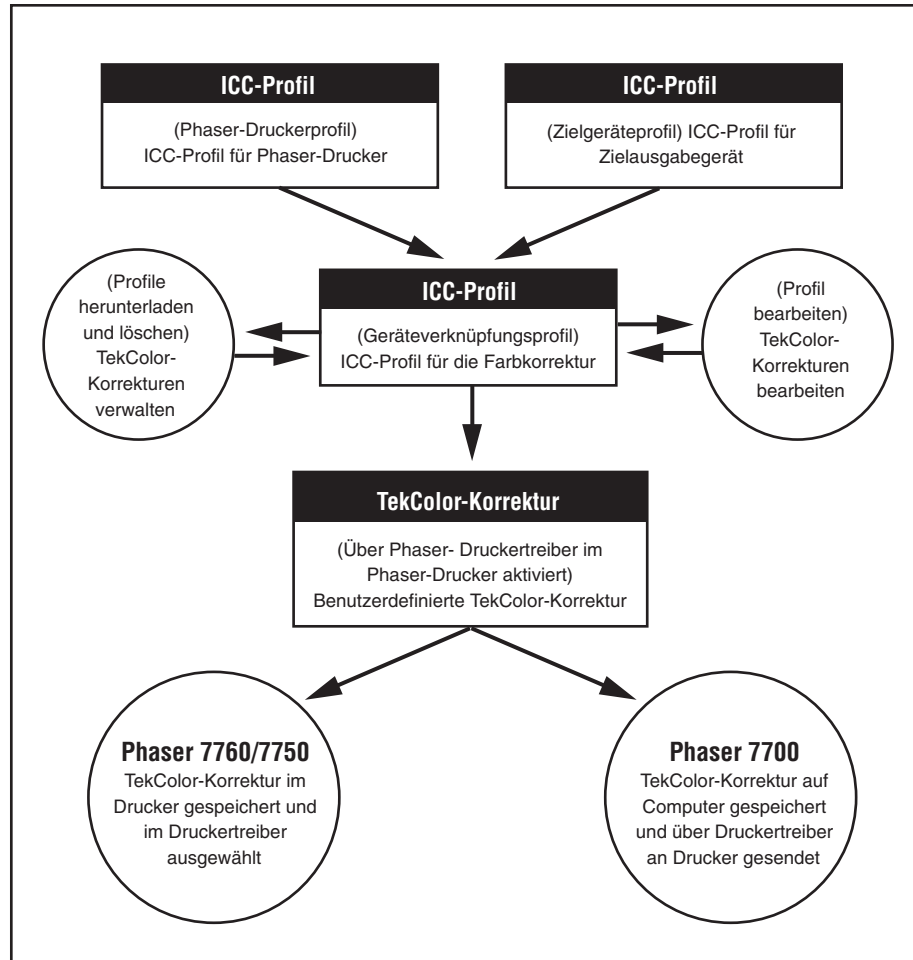 ICC-Profil
(Phaser-Druckerprofil)
ICC-Profil für Phaser-Drucker
ICC-Profil
(Zielgeräteprofil) ICC-Profil für
Zielausgabegerät
(Profile
herunterladen
und löschen)
TekColor-
Korrekturen
verwalten
ICC-Profil
(Geräteverknüpfungsprofil)
ICC-Profil für die Farbkorrektur
(Profil
bearbeiten)
TekColor-
Korrekturen
bearbeiten
TekColor-Korrektur
(Über Phaser- Druckertreiber im
Phaser-Drucker aktiviert)
Benutzerdefinierte TekColor-Korrektur
Phaser 7760/7750
TekColor-Korrektur im
Drucker gespeichert und
im Druckertreiber
ausgewählt
Phaser 7700
TekColor-Korrektur auf
Computer gespeichert
und über Druckertreiber
an Drucker gesendet